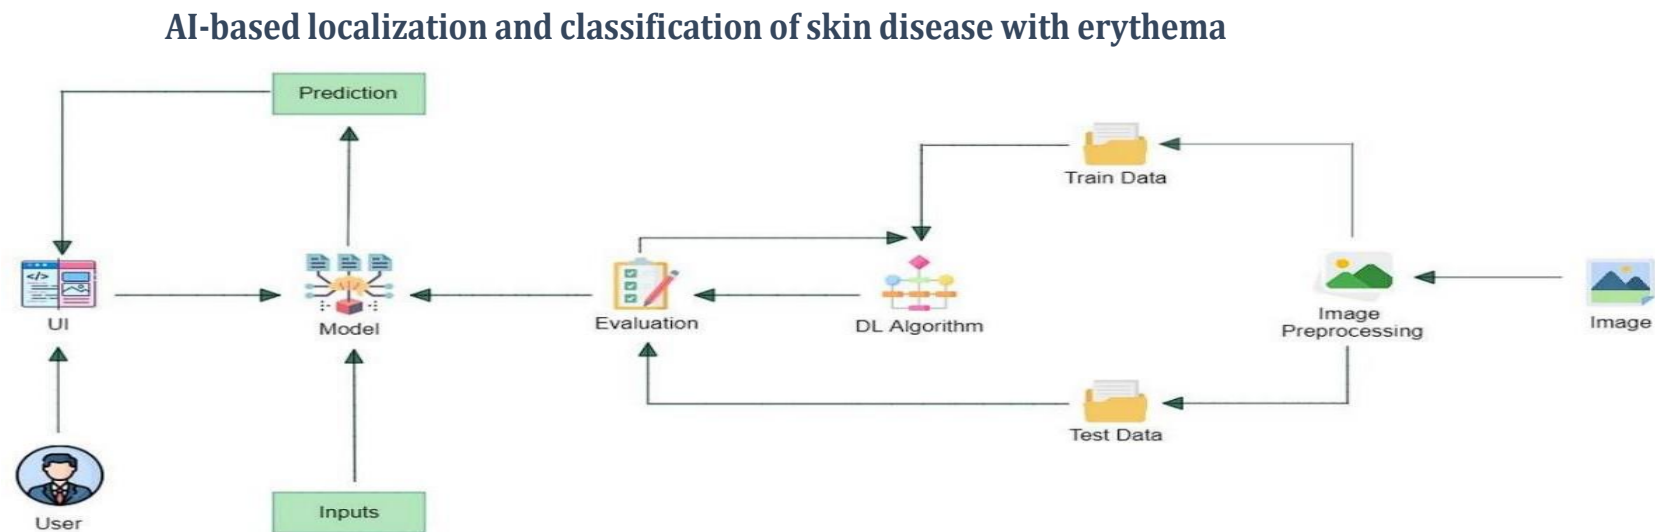 AI-based localization and classification of skin disease with erythema
Prediction
Train Data
</>
UI
Model
Evaluation
DL Algorithm
Image
Preprocessing
Image
Test Data
Inputs
User